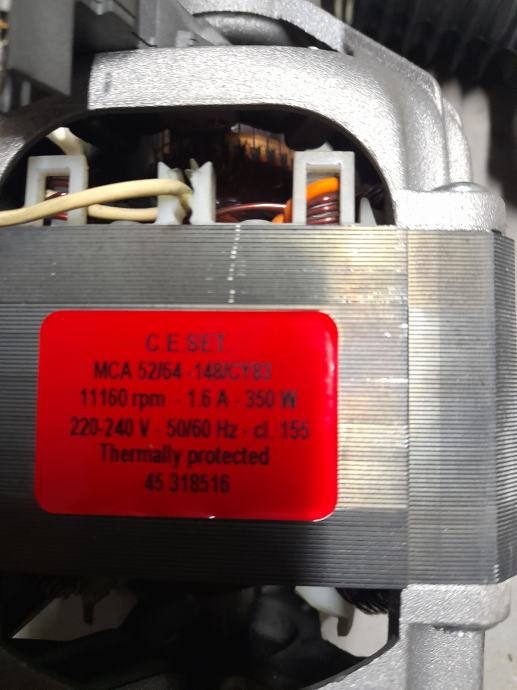 C.E.SET.
MCA 52/64 - 148/CY83
11160 rpm - 1.6 A - 350 W
220-240 V - 50/60 Hz - cl. 155
Thermally protected
45 318516